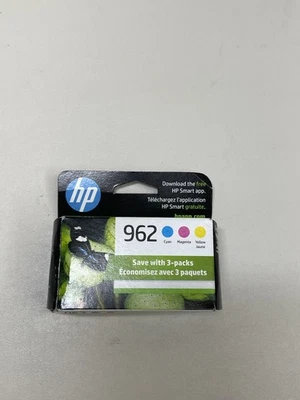 Download the free
HP Smart app.
Téléchargez l'application
HP Smart gratuite.
hpapp.com
hp
962
Cyan
Magenta
Yellow
Jaune
Save with 3-packs
Économisez avec 3 paquets